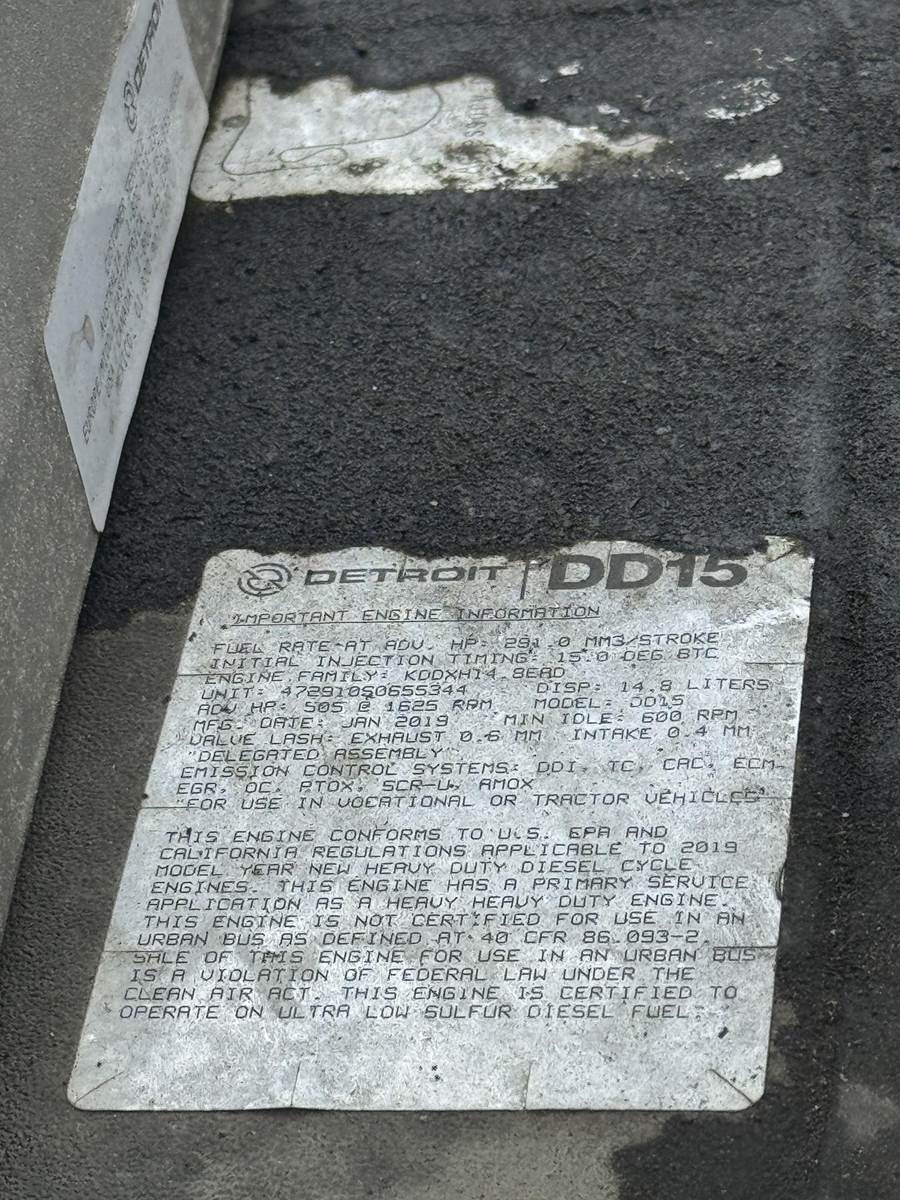 DETROIT
DETROIT DD15
IMPORTANT ENGINE INFORMATION
FUEL RATE AT ADV. HP: 291.0 MM3/STROKE
INITIAL INJECTION TIMING: 15.0 DEG BTC
ENGINE FAMILY: KDDXH14.8EAD
UNIT: 472910S0655344 DISP: 14.8 LITERS
ADV HP: 505 @ 1625 RPM MODEL: DD15
MFG. DATE: JAN 2019 MIN IDLE: 600 RPM
VALVE LASH: EXHAUST 0.6 MM INTAKE 0.4 MM
"DELEGATED ASSEMBLY"
EMISSION CONTROL SYSTEMS: DDI, TC, CAC, ECM
EGR, OC, PTOX, SCR-U, AMOX
"FOR USE IN VOCATIONAL OR TRACTOR VEHICLES"
THIS ENGINE CONFORMS TO U.S. EPA AND
CALIFORNIA REGULATIONS APPLICABLE TO 2019
MODEL YEAR NEW HEAVY DUTY DIESEL CYCLE
ENGINES. THIS ENGINE HAS A PRIMARY SERVICE
APPLICATION AS A HEAVY HEAVY DUTY ENGINE.
THIS ENGINE IS NOT CERTIFIED FOR USE IN AN
URBAN BUS AS DEFINED AT 40 CFR 86.093-2.
SALE OF THIS ENGINE FOR USE IN AN URBAN BUS
IS A VIOLATION OF FEDERAL LAW UNDER THE
CLEAN AIR ACT. THIS ENGINE IS CERTIFIED TO
OPERATE ON ULTRA LOW SULFUR DIESEL FUEL.